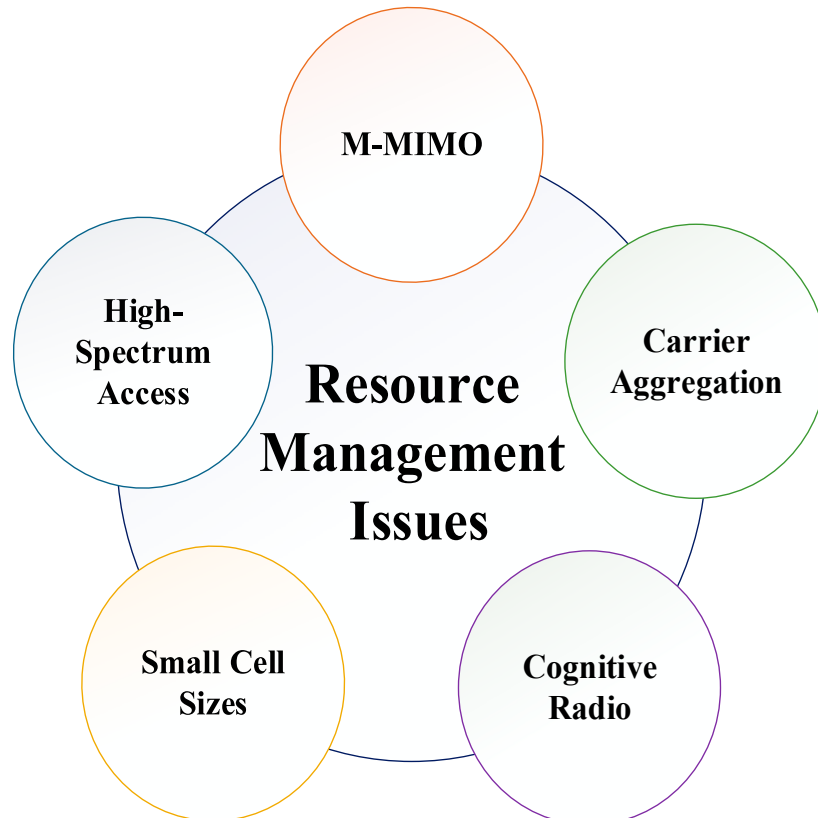 M-MIMO
High-
Spectrum
Access
Carrier
Aggregation
Resource
Management
Issues
Small Cell
Sizes
Cognitive
Radio